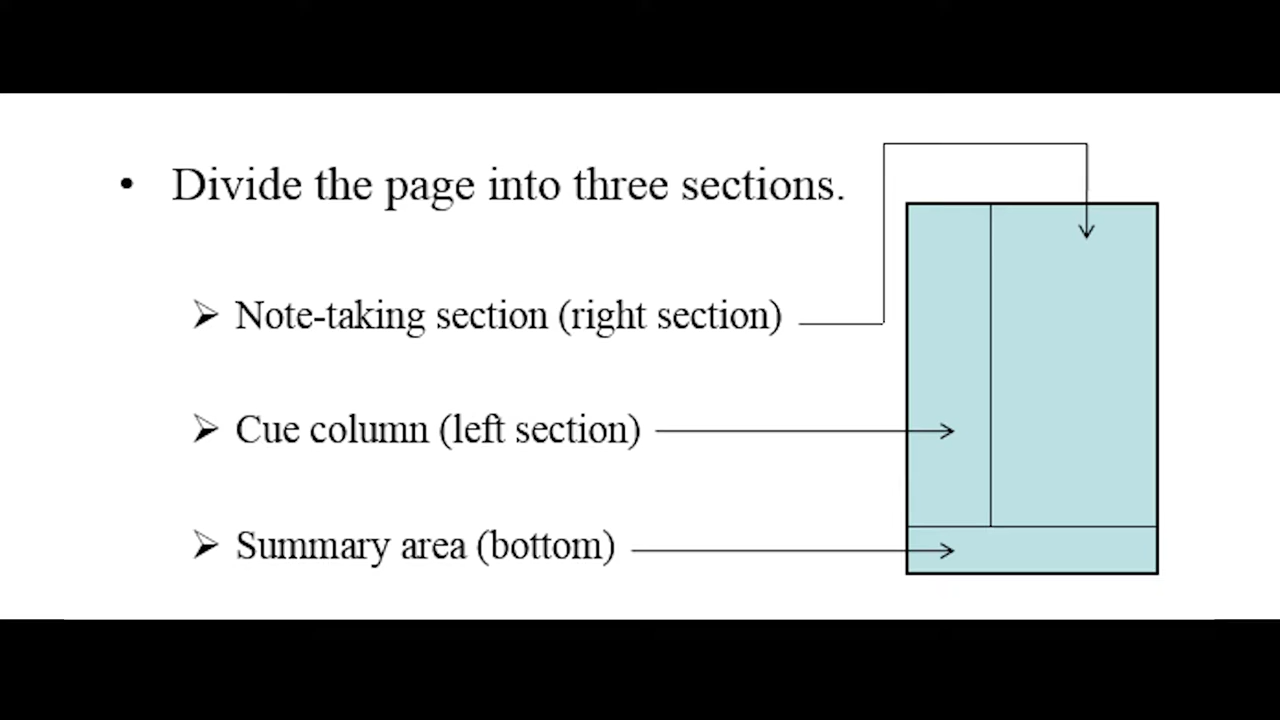 • Divide the page into three sections.
➢ Note-taking section (right section)
➢ Cue column (left section)
➢ Summary area (bottom)